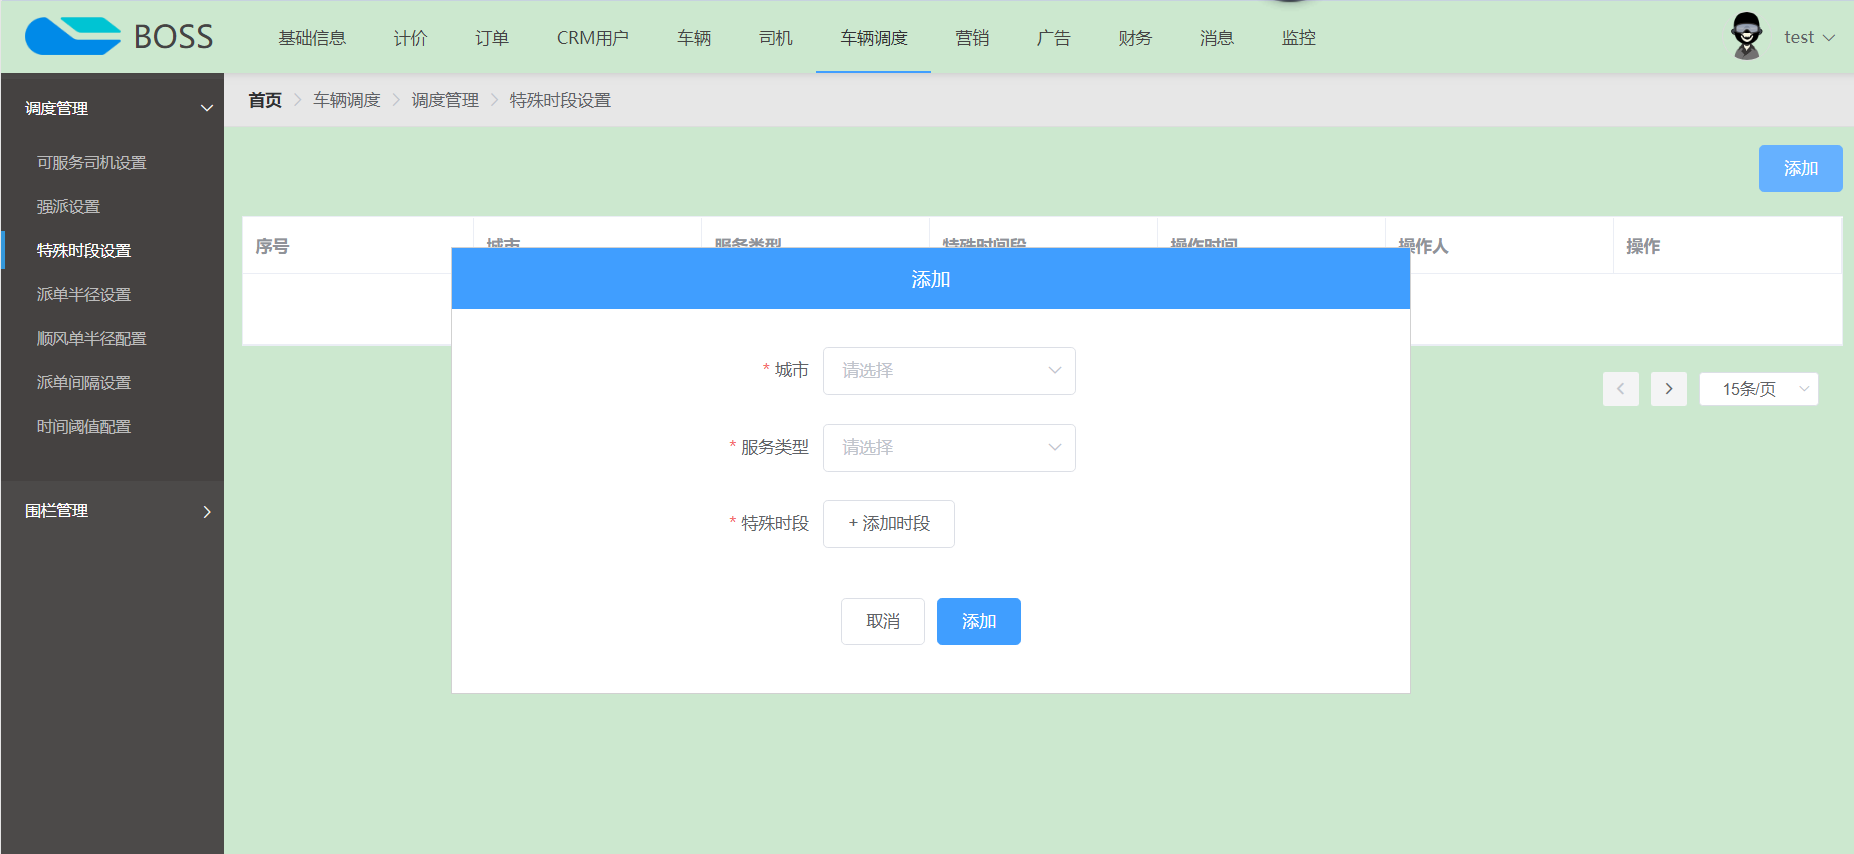 BOSS
基础信息 计价 订单 CRM用户 车辆 司机 车辆调度 营销 广告 财务 消息 监控
test
调度管理
可服务司机设置
强派设置
特殊时段设置
派单半径设置
顺风单半径配置
派单间隔设置
时间阈值配置
围栏管理
首页 车辆调度 调度管理 特殊时段设置
添加
序号 城市 服务类型 特殊时间段 操作时间 操作人 操作
添加
* 城市 请选择
* 服务类型 请选择
* 特殊时段 + 添加时段
取消 添加
15条/页